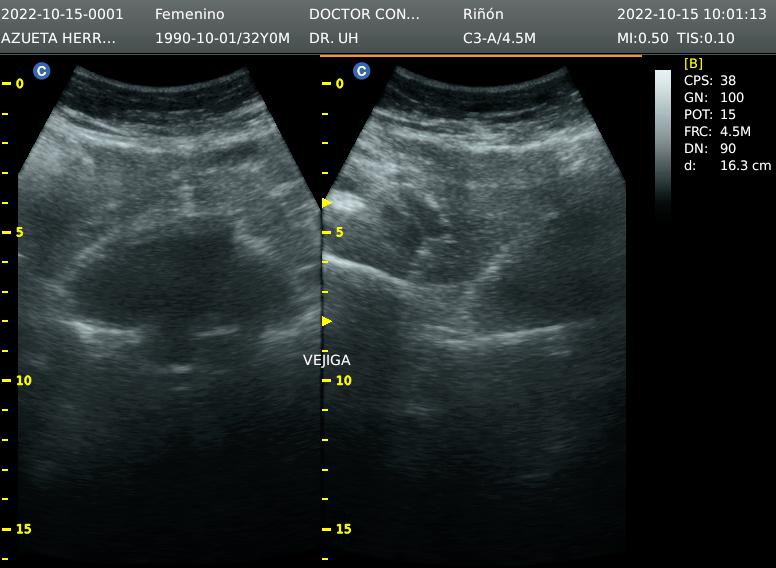 2022-10-15-0001 Femenino DOCTOR CON... Riñón 2022-10-15 10:01:13
AZUETA HERR... 1990-10-01/32Y0M DR. UH C3-A/4.5M MI:0.50 TIS:0.10
[B]
CPS: 38
GN: 100
POT: 15
FRC: 4.5M
DN: 90
d: 16.3 cm
C C
0 0
5 5
VEJIGA
10 10
15 15